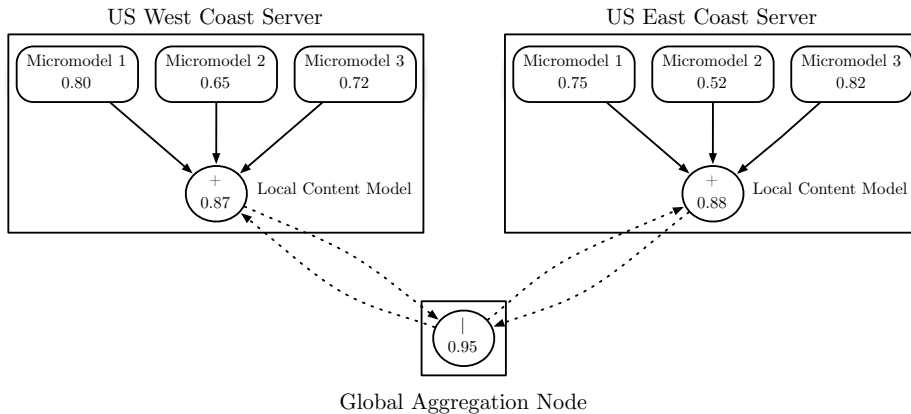 US West Coast Server
US East Coast Server
Micromodel 1
0.80
Micromodel 2
0.65
Micromodel 3
0.72
+
0.87
Local Content Model
Micromodel 1
0.75
Micromodel 2
0.52
Micromodel 3
0.82
+
0.88
Local Content Model
|
0.95
Global Aggregation Node